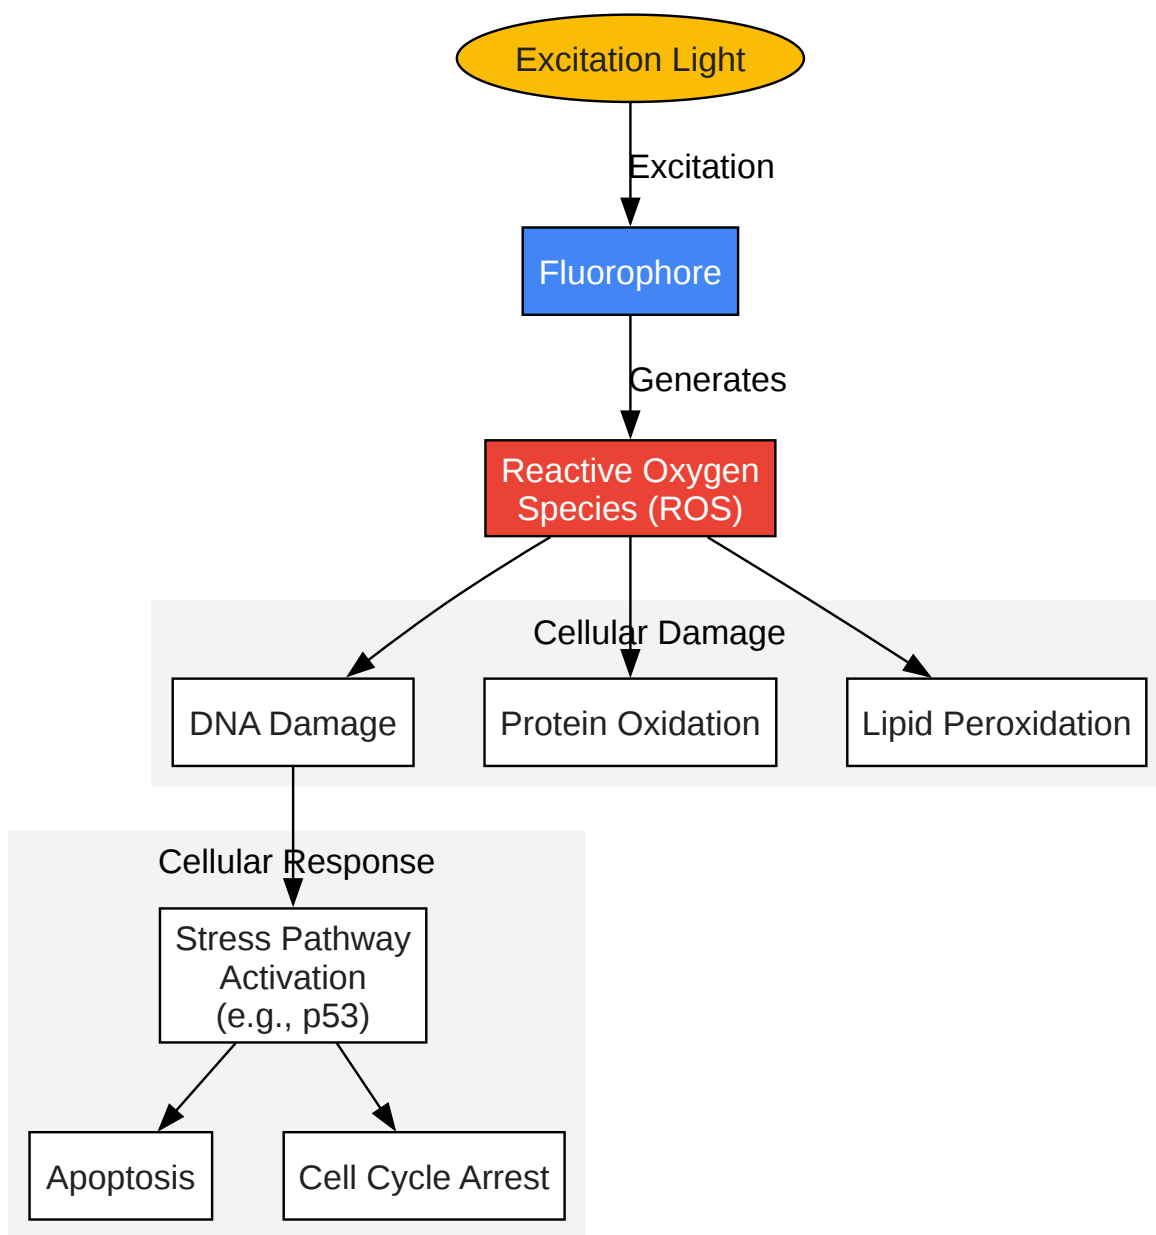 Excitation Light
Excitation
Fluorophore
Generates
Reactive Oxygen
Species (ROS)
Cellular Damage
DNA Damage
Protein Oxidation
Lipid Peroxidation
Cellular Response
Stress Pathway
Activation
(e.g., p53)
Apoptosis
Cell Cycle Arrest